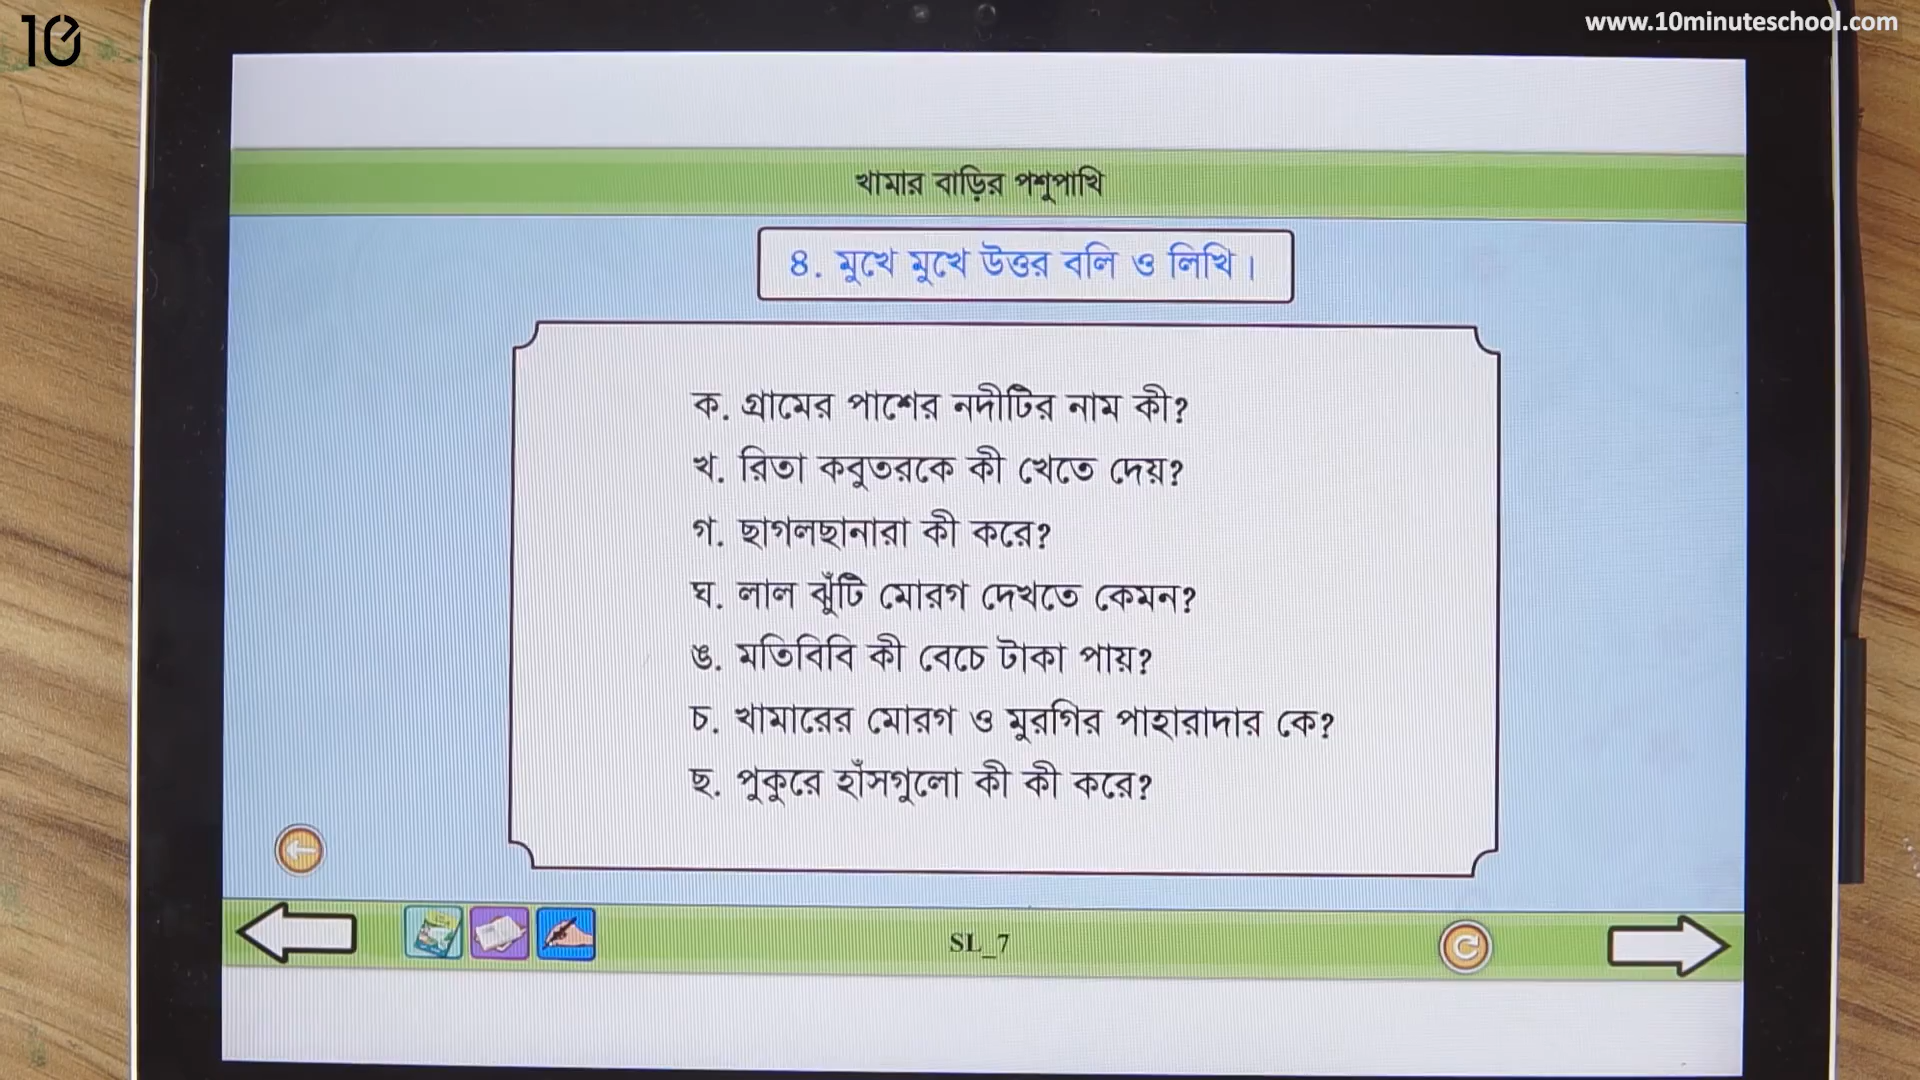 10
www.10minuteschool.com
খামার বাড়ির পশুপাখি
৪. মুখে মুখে উত্তর বলি ও লিখি।
ক. গ্রামের পাশের নদীটির নাম কী?
খ. রিতা কবুতরকে কী খেতে দেয়?
গ. ছাগলছানারা কী করে?
ঘ. লাল ঝুঁটি মোরগ দেখতে কেমন?
ঙ. মতিবিবি কী বেচে টাকা পায়?
চ. খামারের মোরগ ও মুরগির পাহারাদার কে?
ছ. পুকুরে হাঁসগুলো কী কী করে?
SL_7